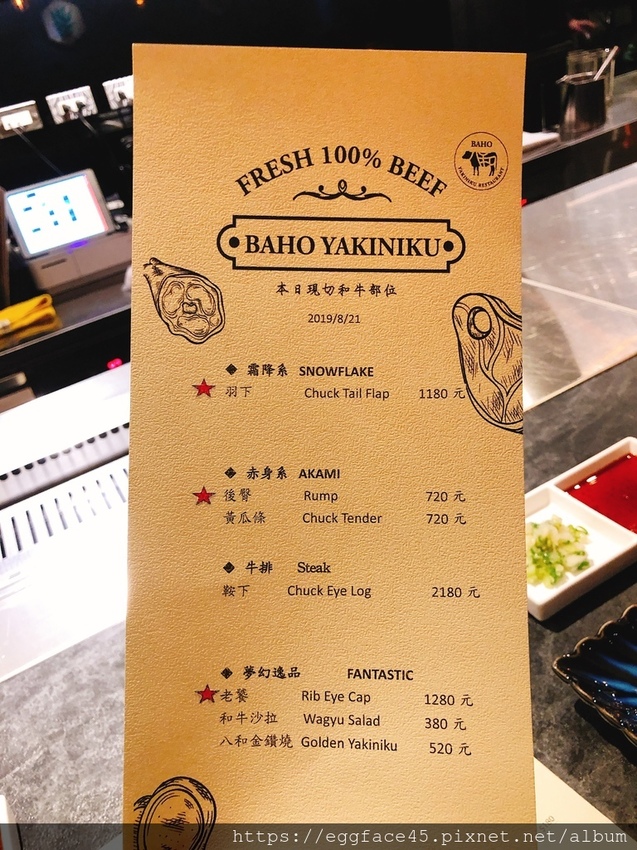 FRESH 100% BEEF
BAHO
YAKINIKU RESTAURANT
BAHO YAKINIKU
本日現切和牛部位
2019/8/21
◆ 霜降系 SNOWFLAKE
★ 羽下 Chuck Tail Flap 1180 元
◆ 赤身系 AKAMI
★ 後臀 Rump 720 元
黃瓜條 Chuck Tender 720 元
◆ 牛排 Steak
鞍下 Chuck Eye Log 2180 元
◆ 夢幻逸品 FANTASTIC
★ 老饕 Rib Eye Cap 1280 元
和牛沙拉 Wagyu Salad 380 元
八和金鑽燒 Golden Yakiniku 520 元
https://eggface45.pixnet.net/album